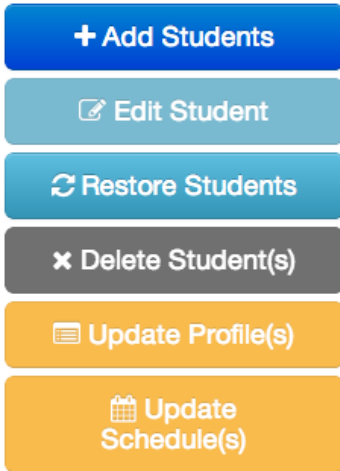 Add Students
Edit Student
Restore Students
Delete Student(s)
Update Profile(s)
Update
Schedule(s)